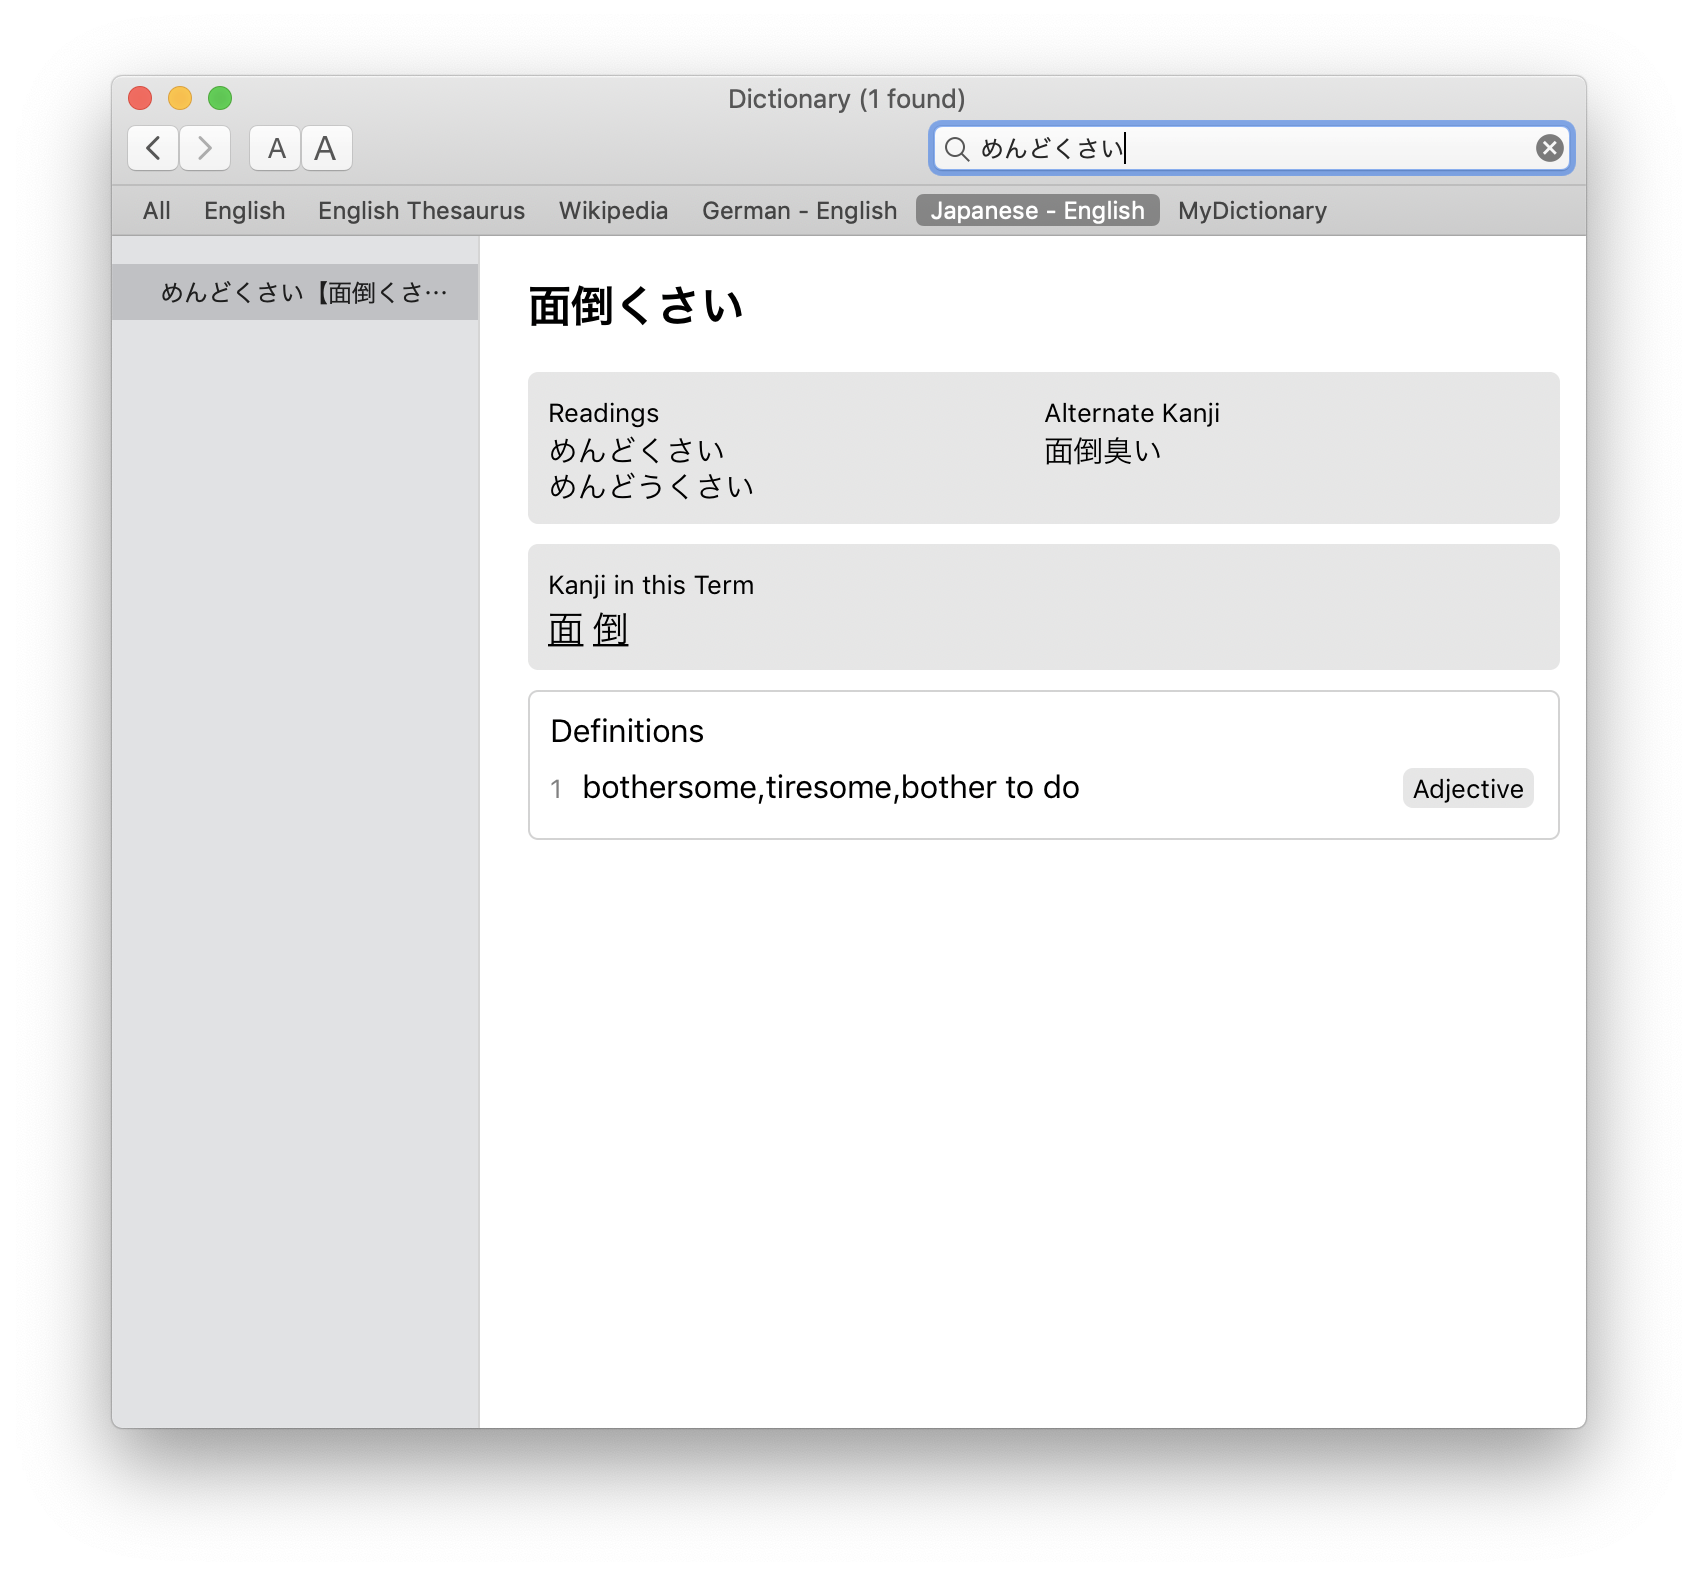 Dictionary (1 found)
A A
めんどくさい
All English English Thesaurus Wikipedia German - English Japanese - English MyDictionary
めんどくさい【面倒くさ…
面倒くさい
Readings
めんどくさい
めんどうくさい
Alternate Kanji
面倒臭い
Kanji in this Term
面 倒
Definitions
1 bothersome,tiresome,bother to do Adjective